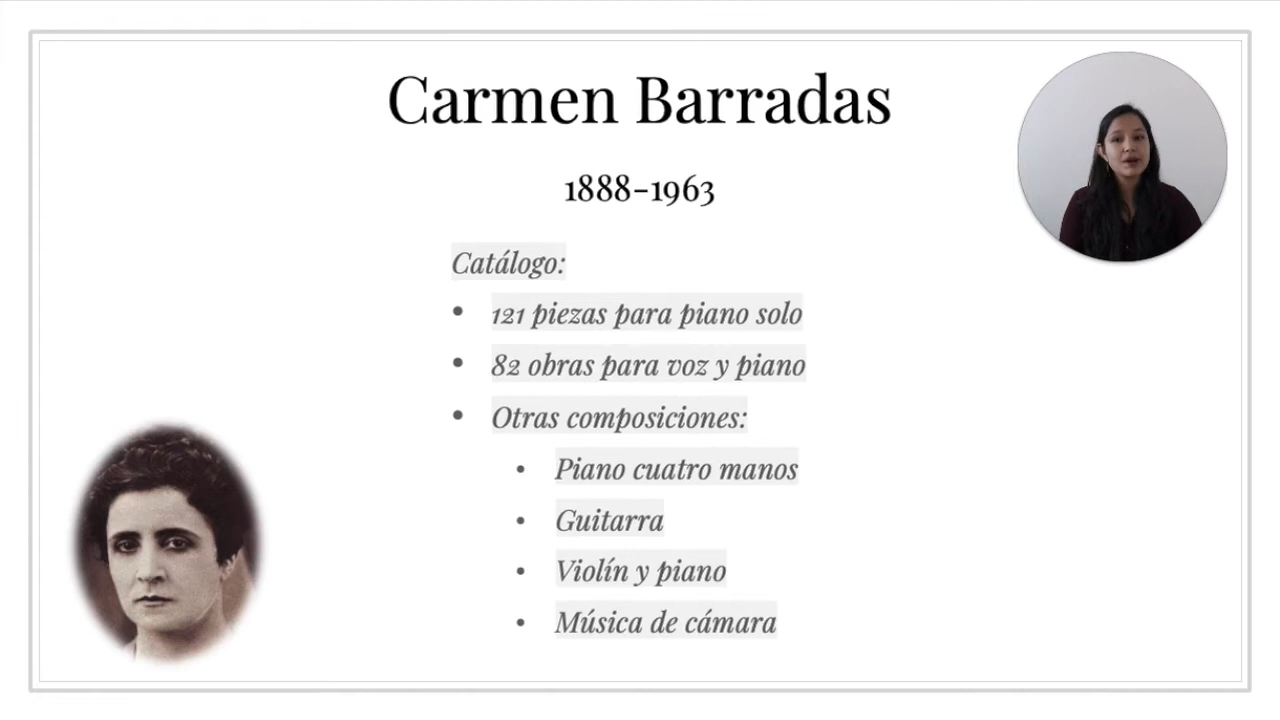 Carmen Barradas
1888-1963
Catálogo:
• 121 piezas para piano solo
• 82 obras para voz y piano
• Otras composiciones:
• Piano cuatro manos
• Guitarra
• Violín y piano
• Música de cámara